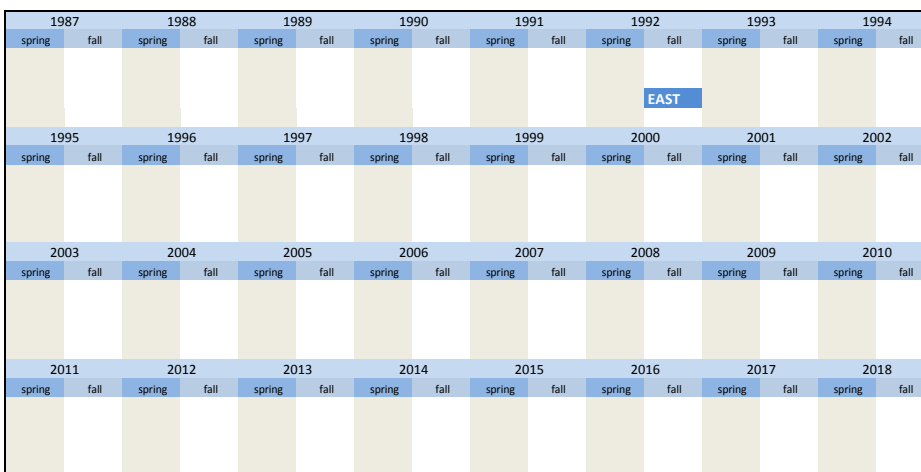 1987 1988 1989 1990 1991 1992 1993 1994
spring fall spring fall spring fall spring fall spring fall spring fall spring fall spring fall
EAST
1995 1996 1997 1998 1999 2000 2001 2002
spring fall spring fall spring fall spring fall spring fall spring fall spring fall spring fall
2003 2004 2005 2006 2007 2008 2009 2010
spring fall spring fall spring fall spring fall spring fall spring fall spring fall spring fall
2011 2012 2013 2014 2015 2016 2017 2018
spring fall spring fall spring fall spring fall spring fall spring fall spring fall spring fall